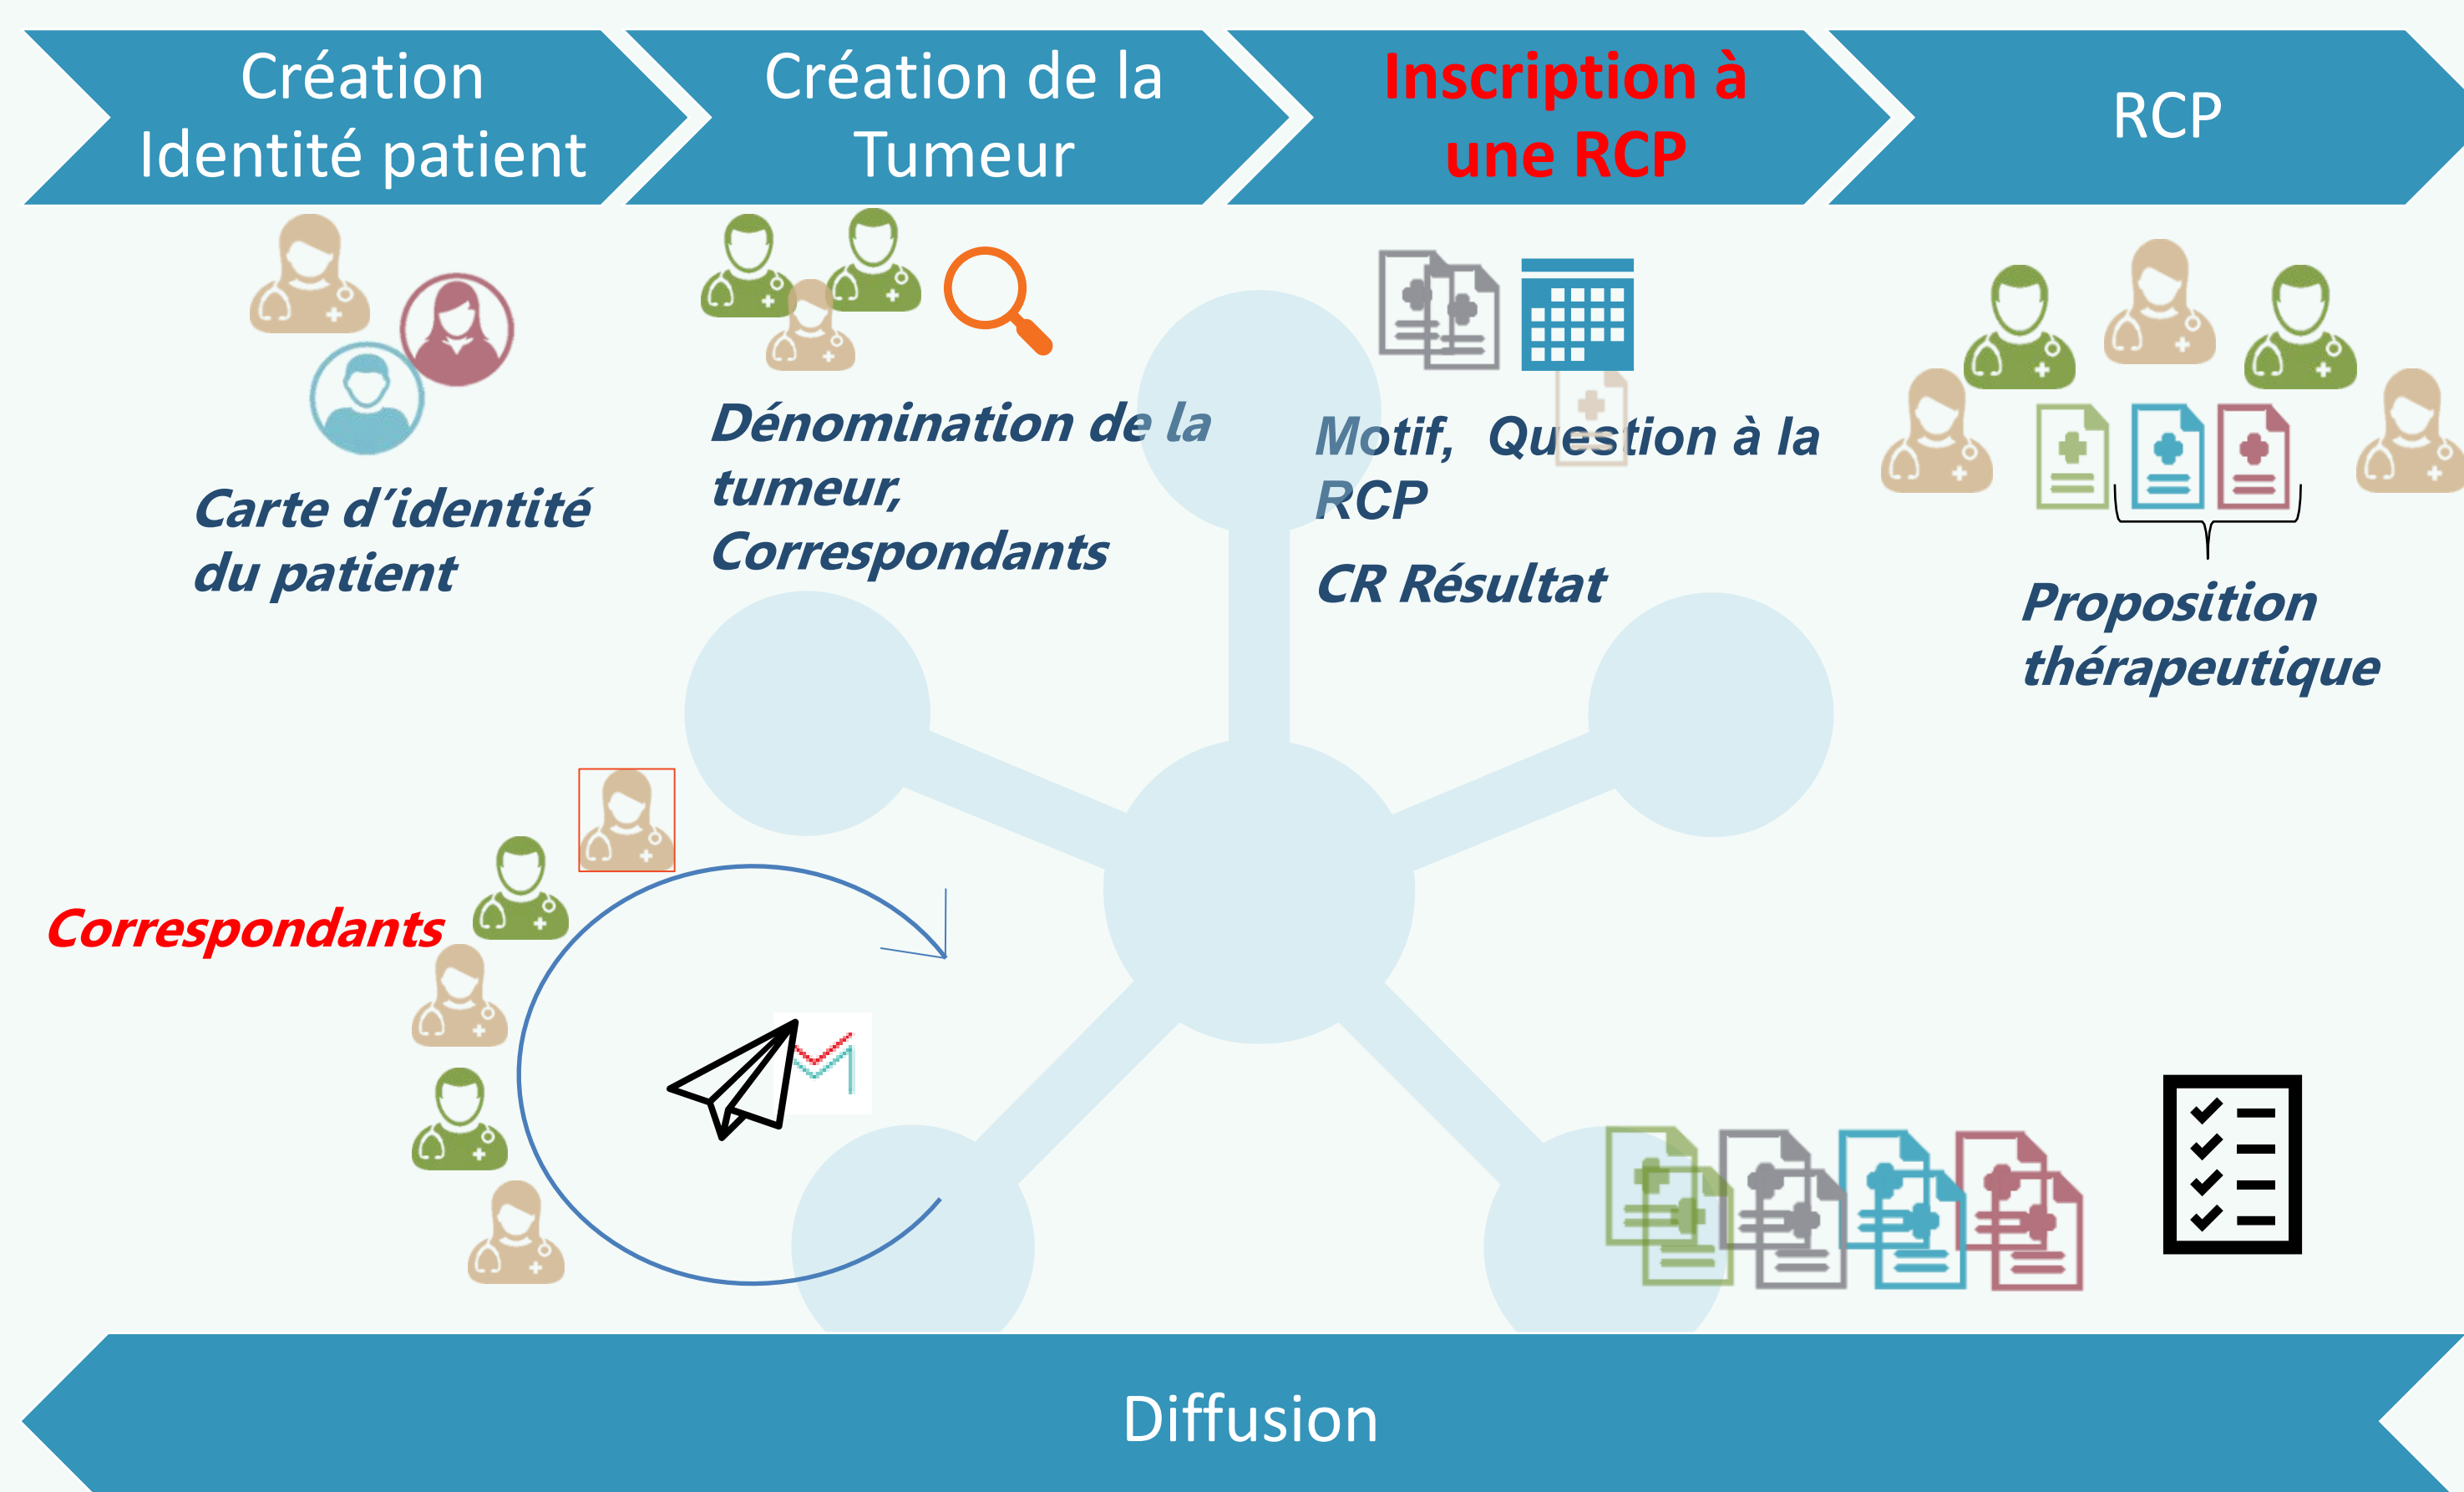 Création
Identité patient
Création de la
Tumeur
Inscription à
une RCP
RCP
Carte d’identité
du patient
Dénomination de la
tumeur,
Correspondants
Motif, Question à la
RCP
CR Résultat
Proposition
thérapeutique
Correspondants
Diffusion